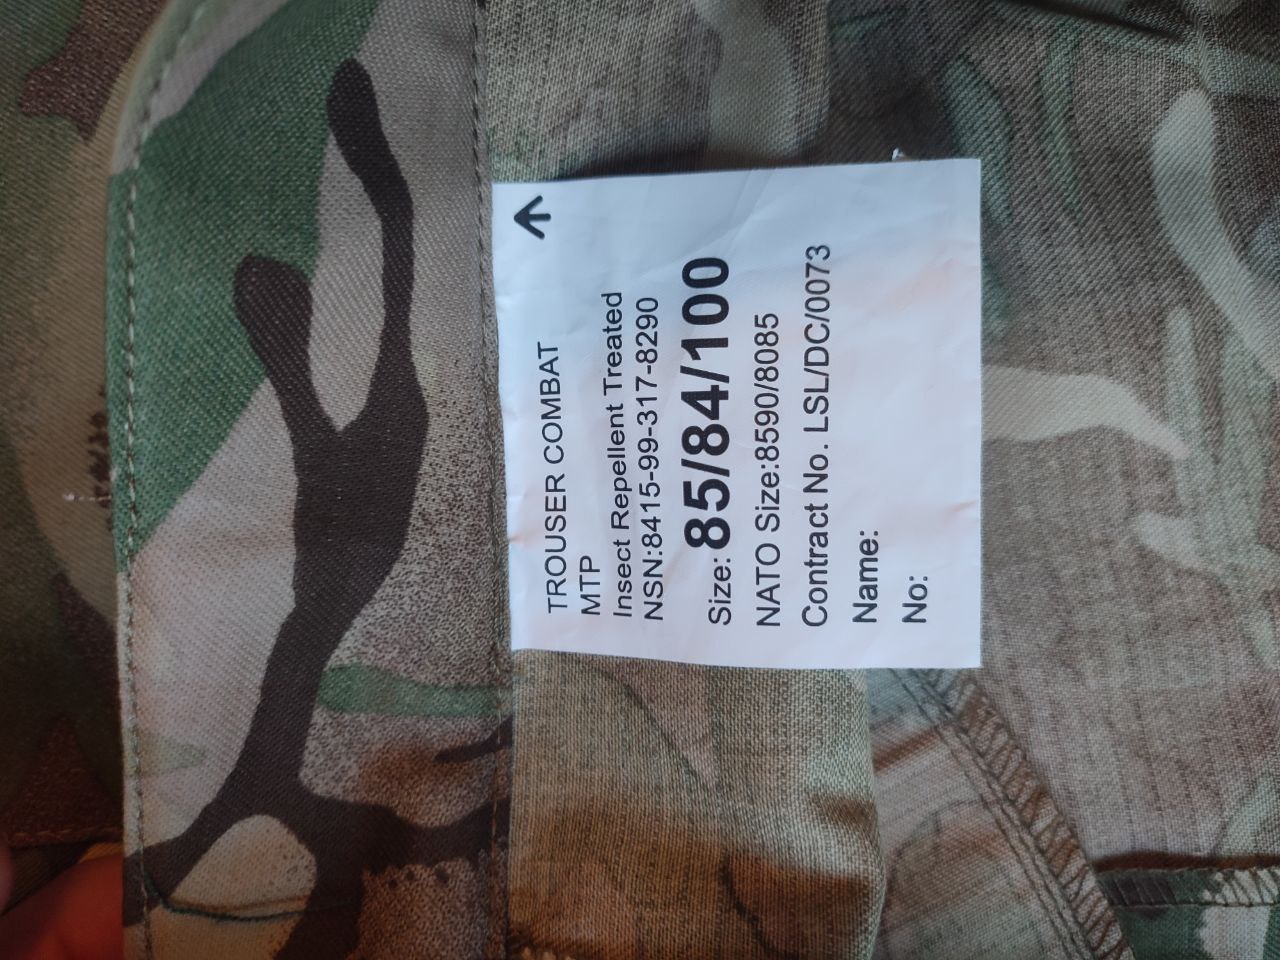 TROUSER COMBAT
MTP
Insect Repellent Treated
NSN:8415-99-317-8290
Size: 85/84/100
NATO Size:8590/8085
Contract No. LSL/DC/0073
Name:
No: